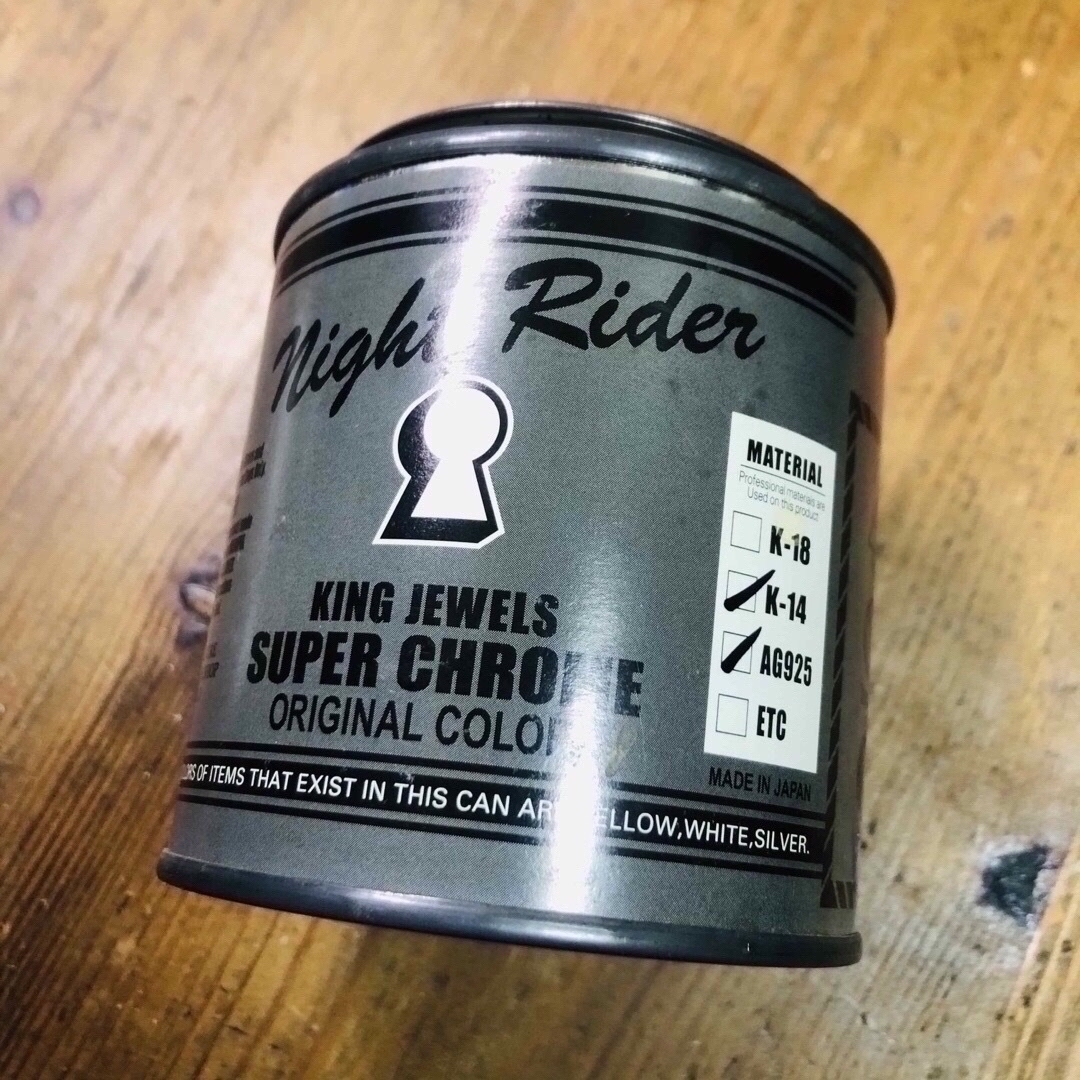 Night Rider
KING JEWELS
SUPER CHROME
ORIGINAL COLOR
OF ITEMS THAT EXIST IN THIS CAN ARE YELLOW,WHITE,SILVER.
MATERIAL
Professional materials are
Used on this product
K-18
K-14
AG925
ETC
MADE IN JAPAN